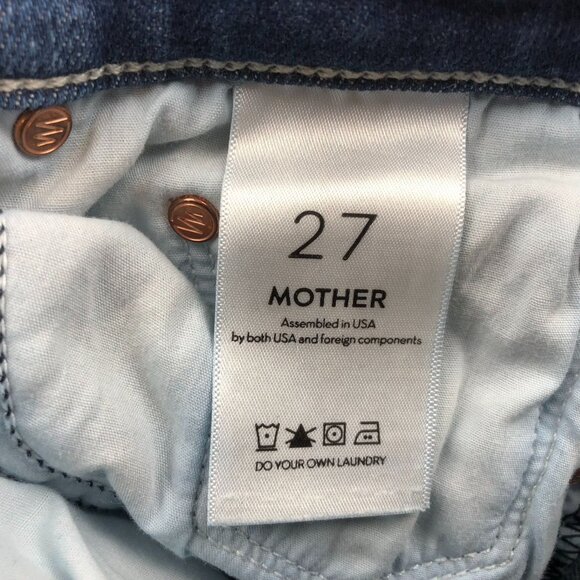 27
MOTHER
Assembled in USA
by both USA and foreign components
DO YOUR OWN LAUNDRY